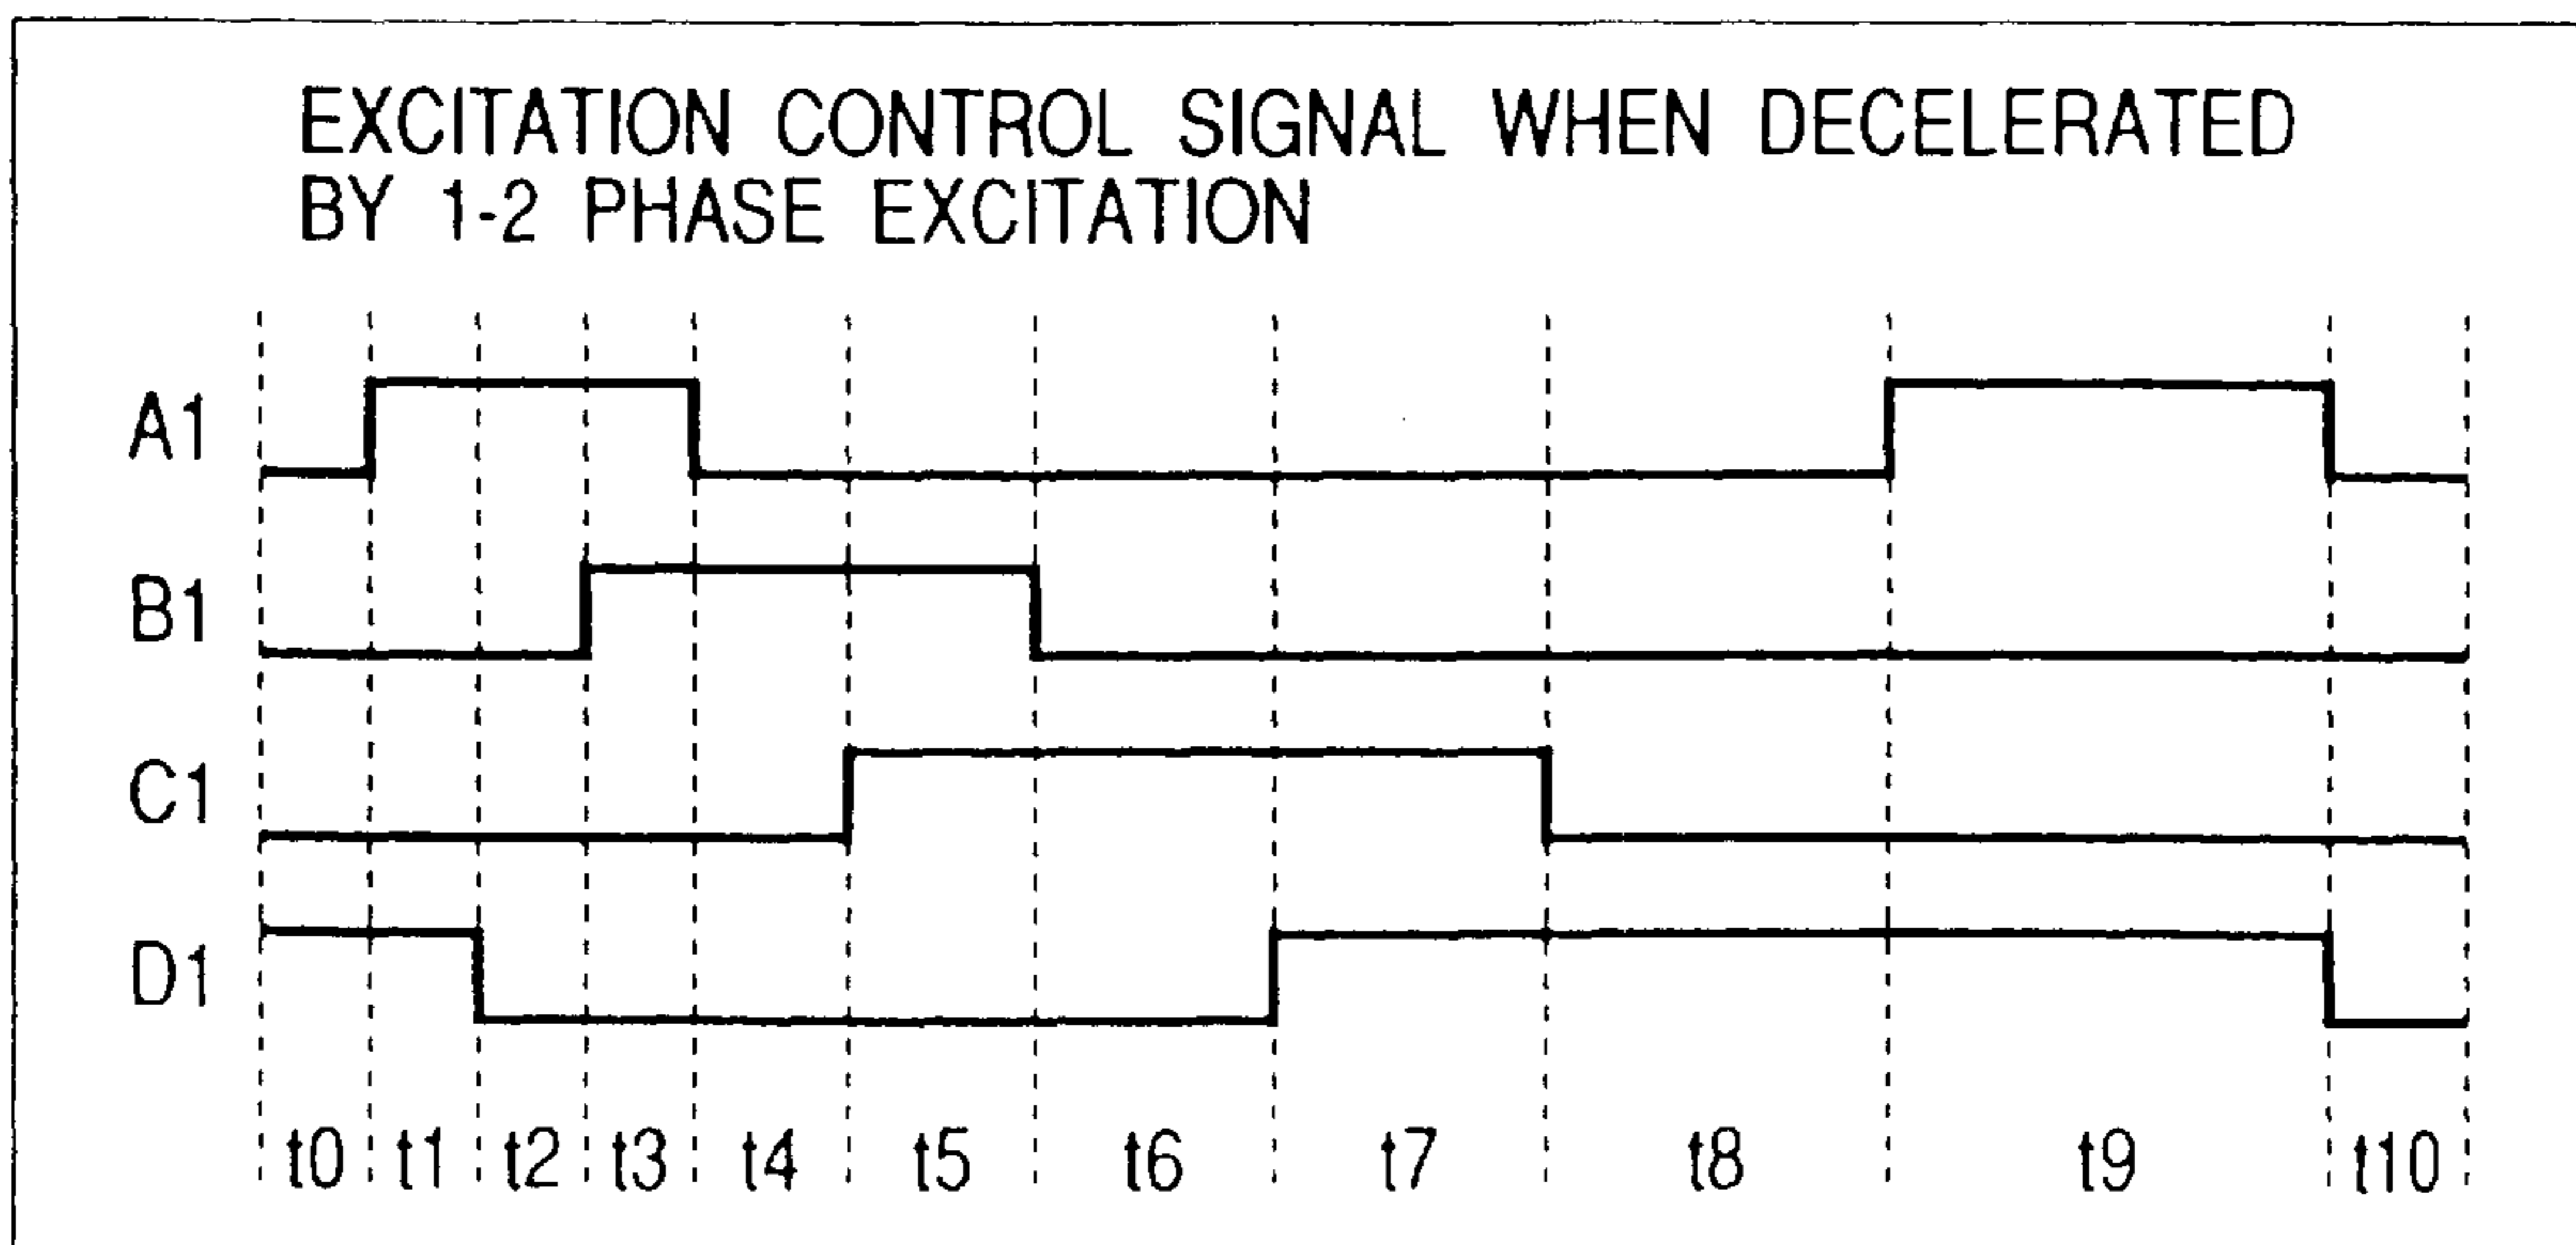 EXCITATION CONTROL SIGNAL WHEN DECELERATED
BY 1-2 PHASE EXCITATION
A1
B1
C1
D1
t0 t1 t2 t3 t4 t5 t6 t7 t8 t9 t10